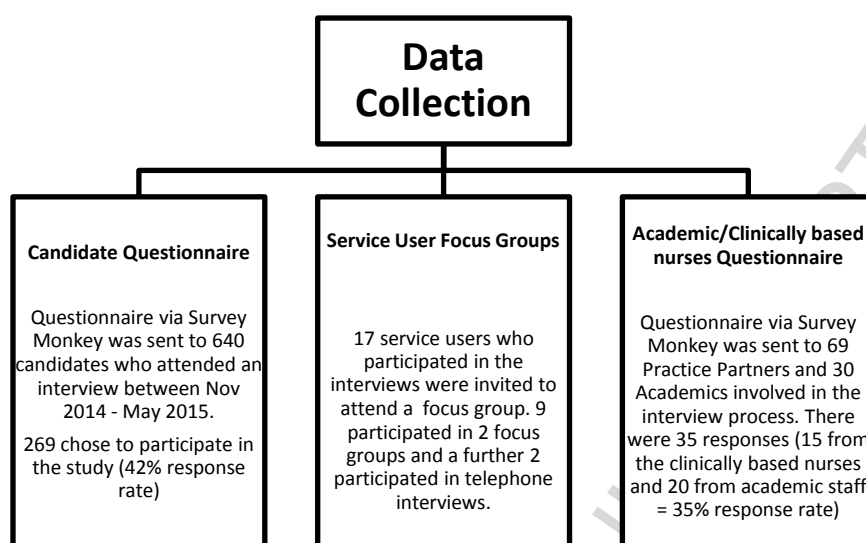 Data
Collection
Candidate Questionnaire
Questionnaire via Survey
Monkey was sent to 640
candidates who attended an
interview between Nov
2014 - May 2015.
269 chose to participate in
the study (42% response
rate)
Service User Focus Groups
17 service users who
participated in the
interviews were invited to
attend a focus group. 9
participated in 2 focus
groups and a further 2
participated in telephone
interviews.
Academic/Clinically based
nurses Questionnaire
Questionnaire via Survey
Monkey was sent to 69
Practice Partners and 30
Academics involved in the
interview process. There
were 35 responses (15 from
the clinically based nurses
and 20 from academic staff
= 35% response rate)